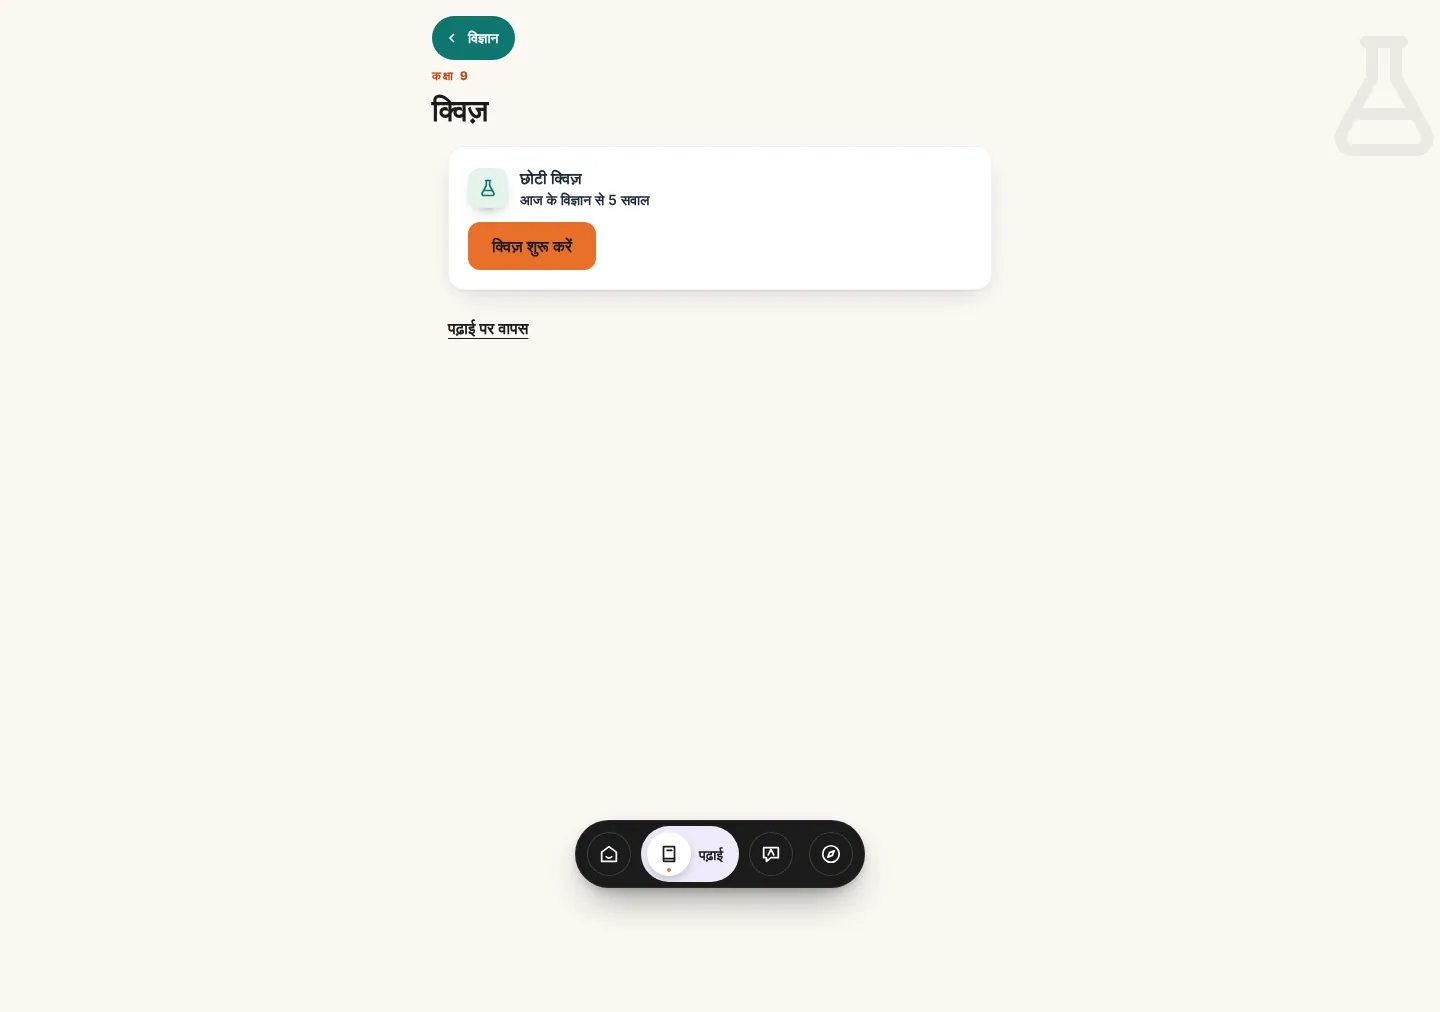 विज्ञान
कक्षा 9
क्विज़
छोटी क्विज़
आज के विज्ञान से 5 सवाल
क्विज़ शुरू करें
पढ़ाई पर वापस
पढ़ाई